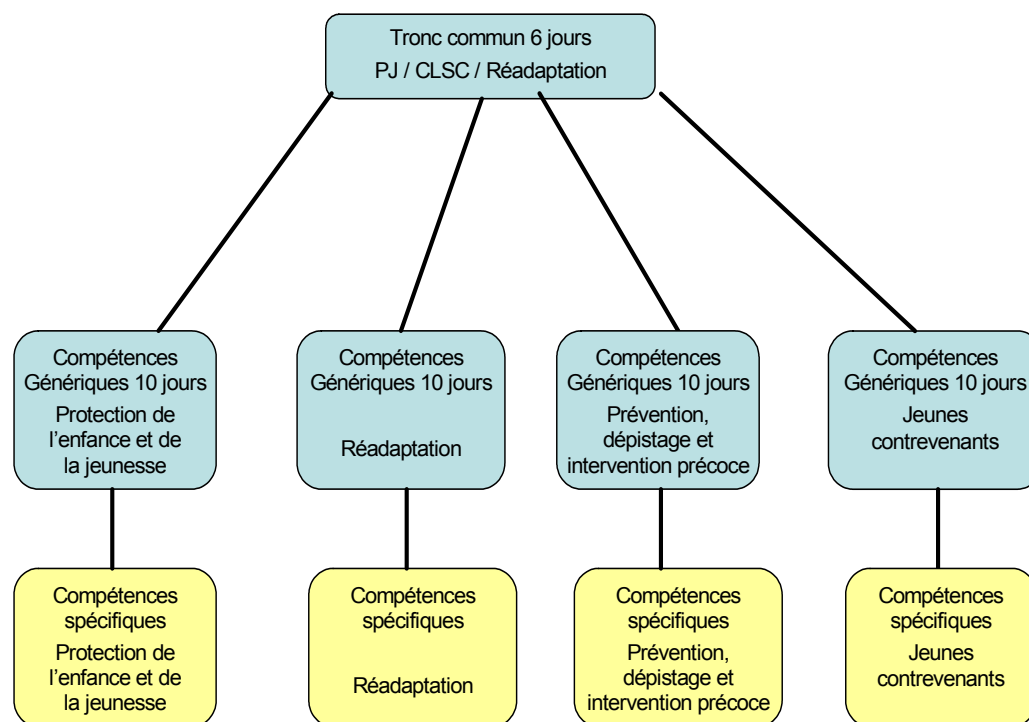 Tronc commun 6 jours
PJ / CLSC / Réadaptation
Compétences
Génériques 10 jours
Protection de
l’enfance et de
la jeunesse
Compétences
Génériques 10 jours
Réadaptation
Compétences
Génériques 10 jours
Prévention,
dépistage et
intervention précoce
Compétences
Génériques 10 jours
Jeunes
contrevenants
Compétences
spécifiques
Protection de
l’enfance et de
la jeunesse
Compétences
spécifiques
Réadaptation
Compétences
spécifiques
Prévention,
dépistage et
intervention précoce
Compétences
spécifiques
Jeunes
contrevenants